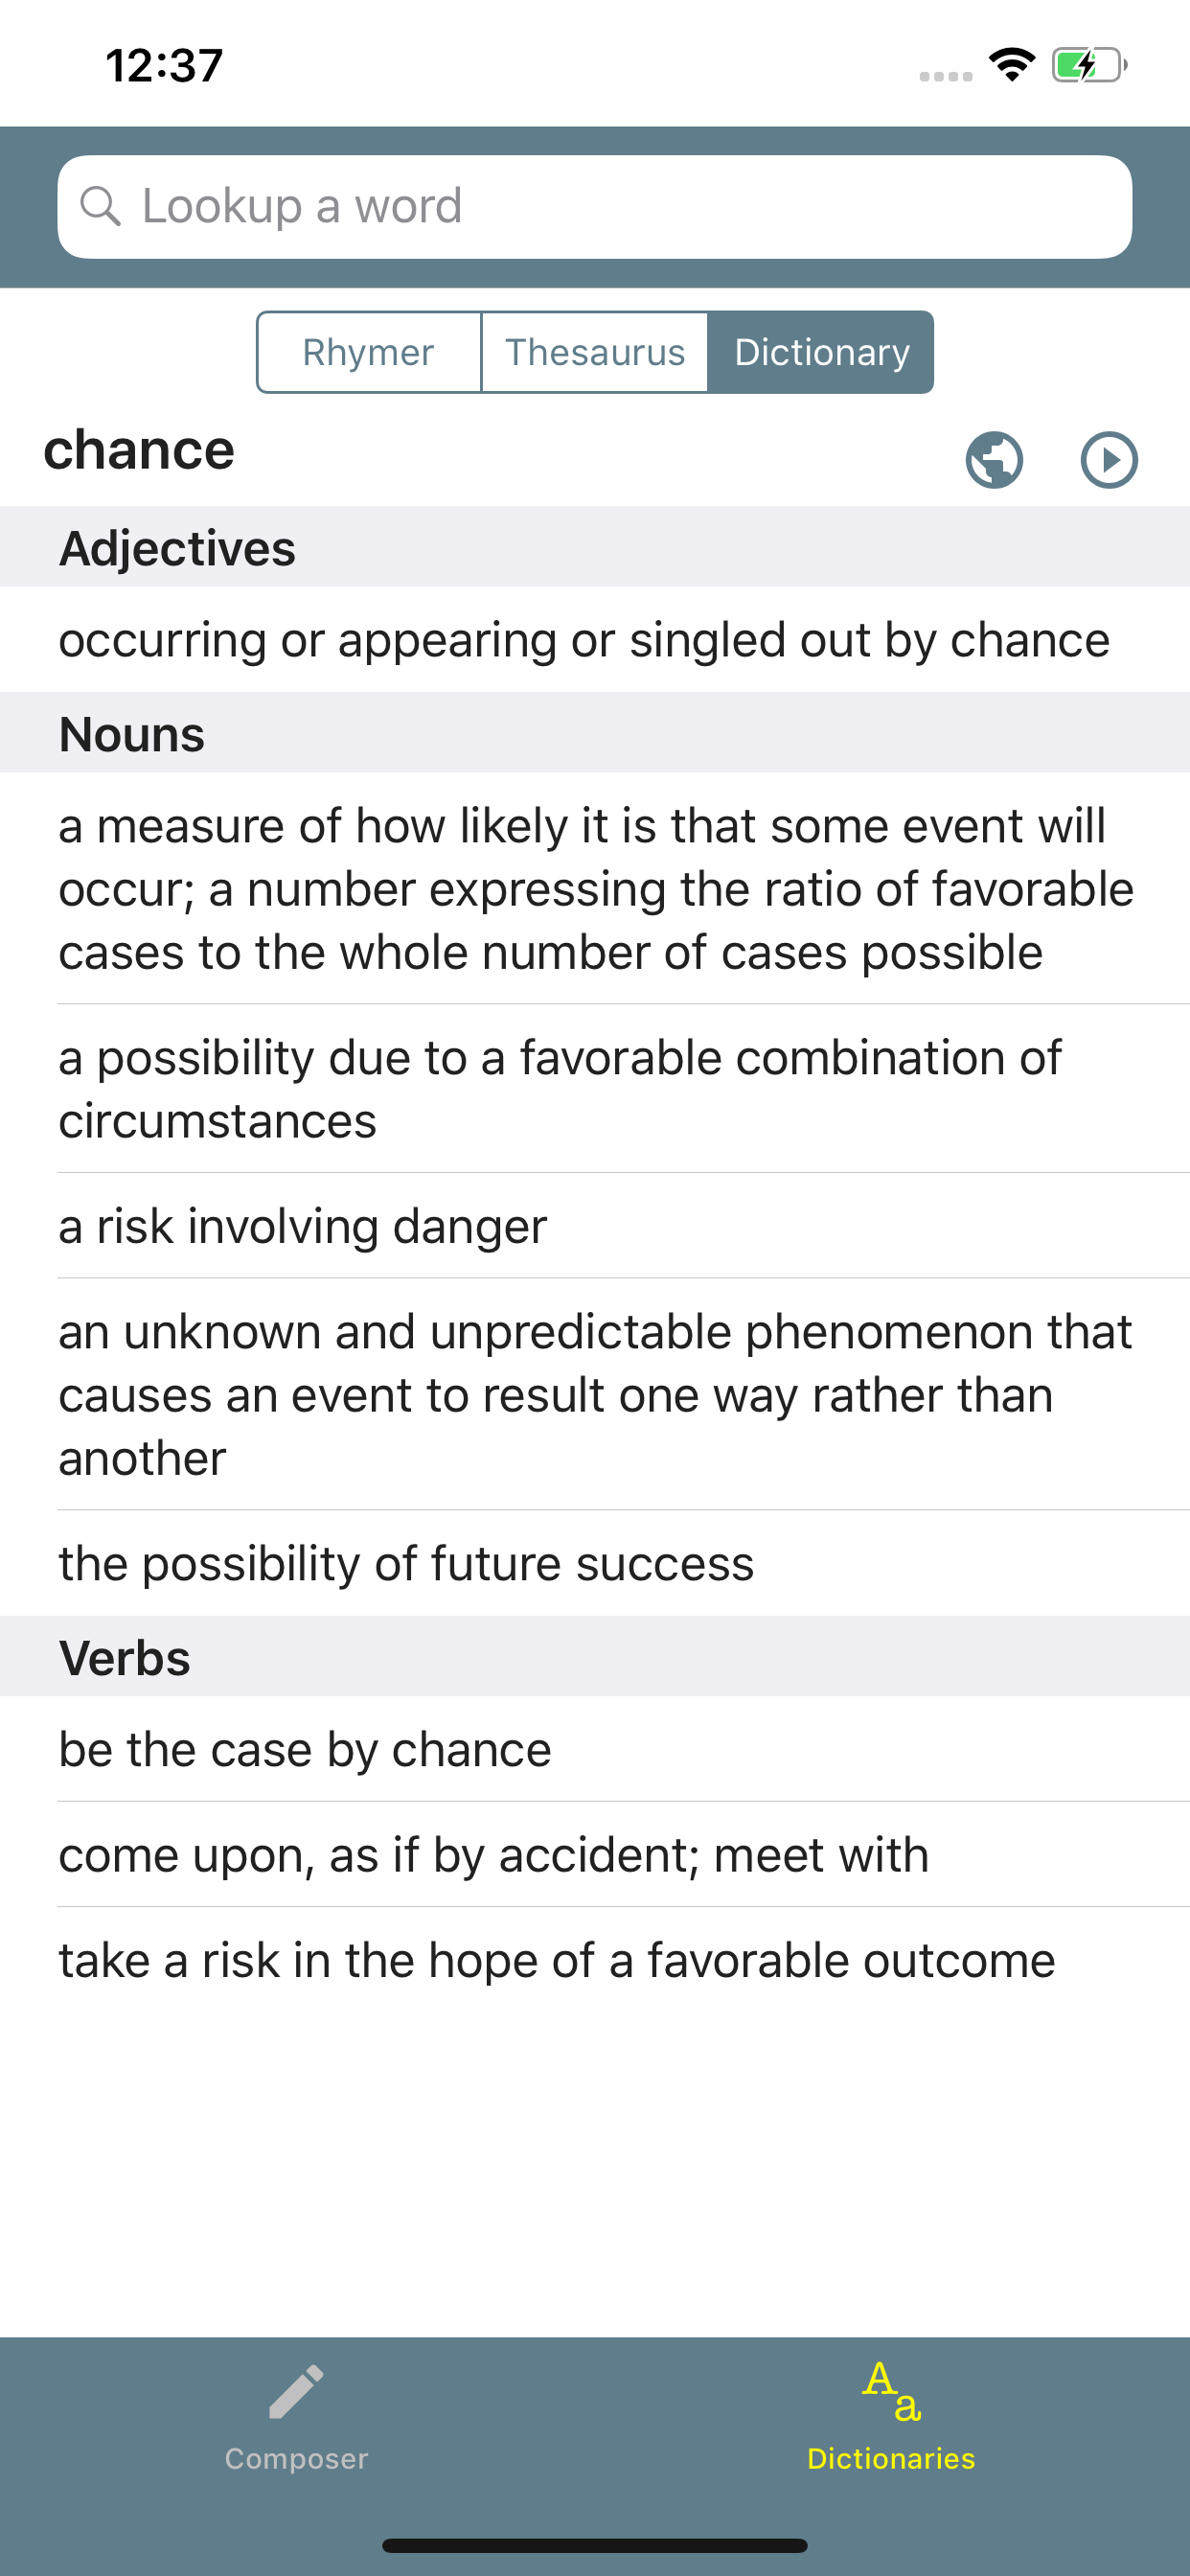 12:37
Lookup a word
Rhymer Thesaurus Dictionary
chance
Adjectives
occurring or appearing or singled out by chance
Nouns
a measure of how likely it is that some event will
occur; a number expressing the ratio of favorable
cases to the whole number of cases possible
a possibility due to a favorable combination of
circumstances
a risk involving danger
an unknown and unpredictable phenomenon that
causes an event to result one way rather than
another
the possibility of future success
Verbs
be the case by chance
come upon, as if by accident; meet with
take a risk in the hope of a favorable outcome
Aa
Composer Dictionaries